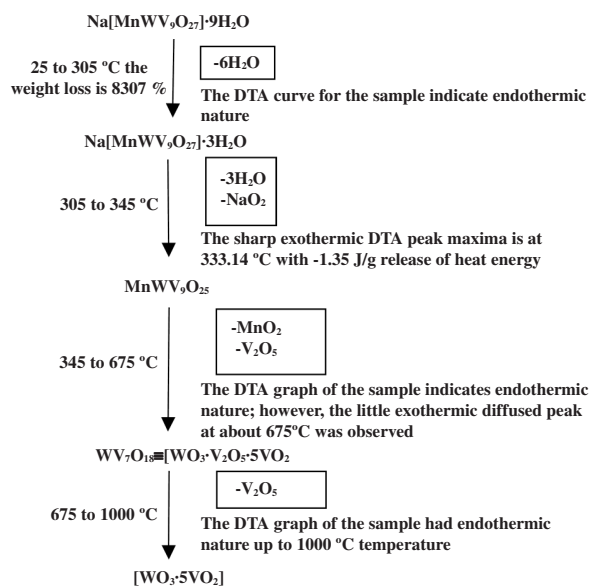 Na[MnWV₉O₂₇]·9H₂O
25 to 305 ºC the
weight loss is 8307 %
-6H₂O
The DTA curve for the sample indicate endothermic
nature
Na[MnWV₉O₂₇]·3H₂O
305 to 345 ºC
-3H₂O
-NaO₂
The sharp exothermic DTA peak maxima is at
333.14 ºC with -1.35 J/g release of heat energy
MnWV₉O₂₅
345 to 675 ºC
-MnO₂
-V₂O₅
The DTA graph of the sample indicates endothermic
nature; however, the little exothermic diffused peak
at about 675ºC was observed
WV₇O₁₈≡[WO₃·V₂O₅·5VO₂
675 to 1000 ºC
-V₂O₅
The DTA graph of the sample had endothermic
nature up to 1000 ºC temperature
[WO₃·5VO₂]